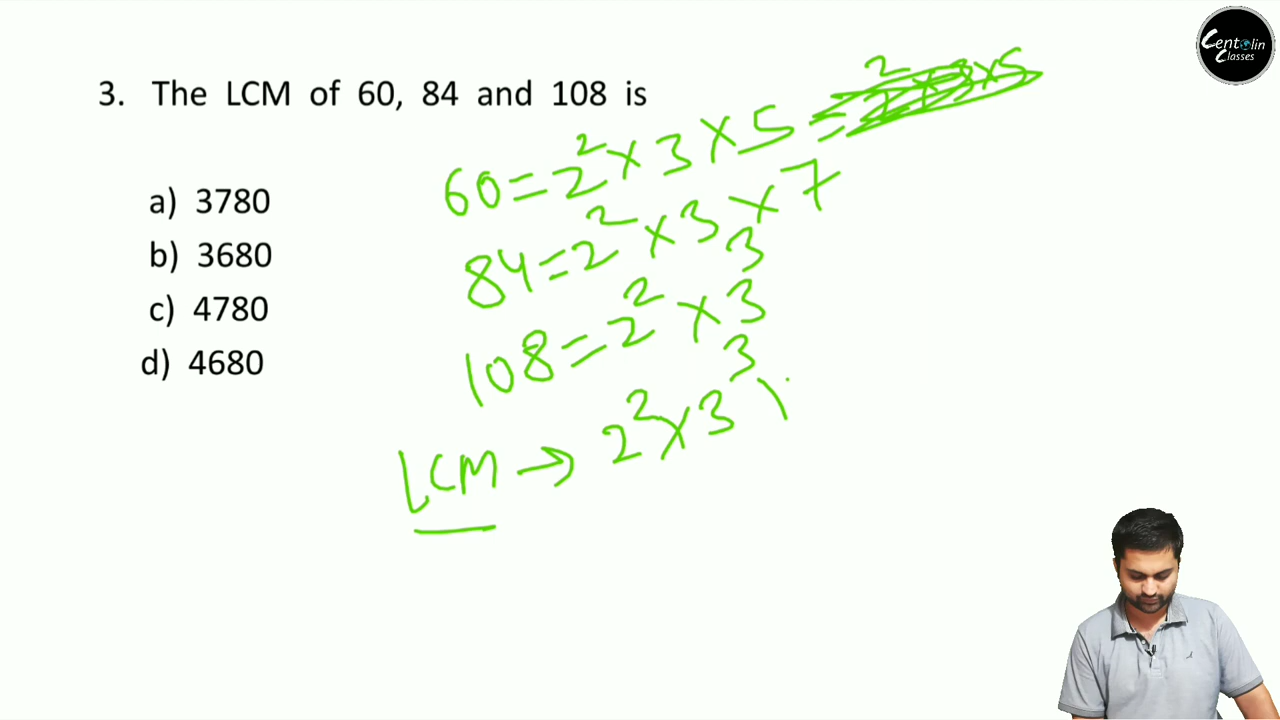 Centolin
Classes
3. The LCM of 60, 84 and 108 is
a) 3780
b) 3680
c) 4780
d) 4680
60=2²×3×5=
84=2²×3×7
108=2²×3³
LCM→2²×3³